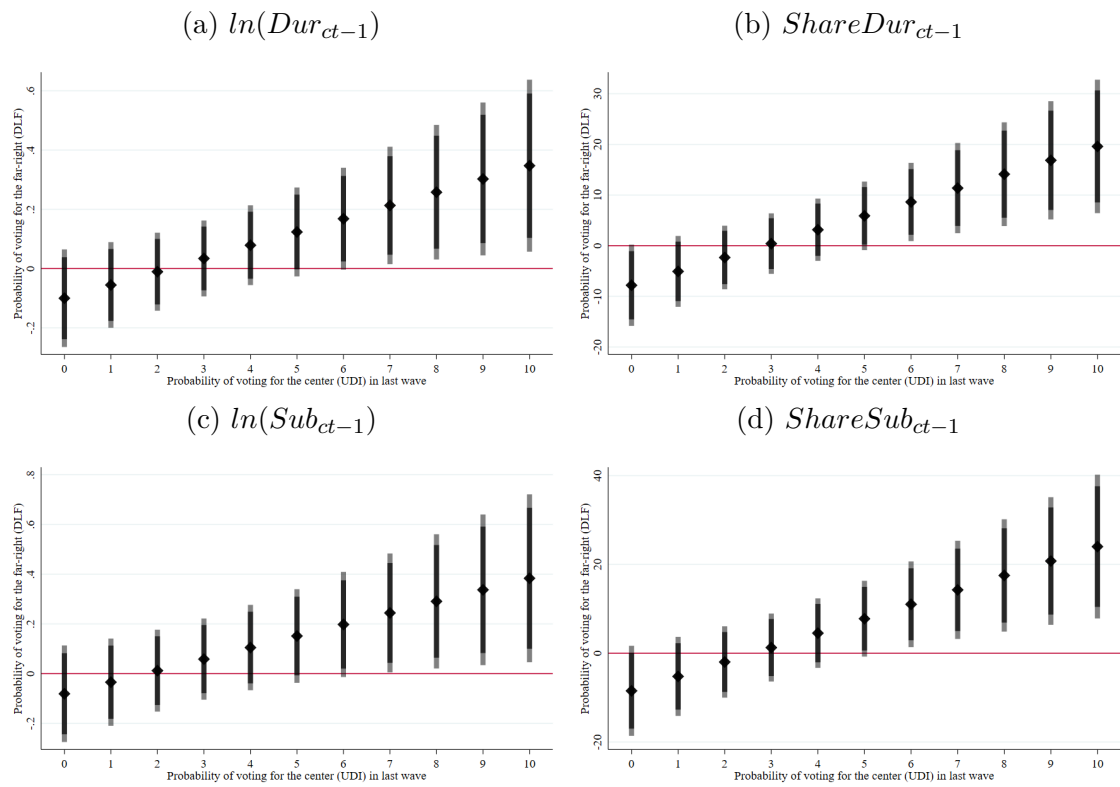 (a) ln(Dur_{ct−1})
Probability of voting for the far-right (DLF)
.6
.4
.2
0
-.2
0 1 2 3 4 5 6 7 8 9 10
Probability of voting for the center (UDI) in last wave
(b) ShareDur_{ct−1}
Probability of voting for the far-right (DLF)
30
20
10
0
-10
-20
0 1 2 3 4 5 6 7 8 9 10
Probability of voting for the center (UDI) in last wave
(c) ln(Sub_{ct−1})
Probability of voting for the far-right (DLF)
.8
.6
.4
.2
0
-.2
0 1 2 3 4 5 6 7 8 9 10
Probability of voting for the center (UDI) in last wave
(d) ShareSub_{ct−1}
Probability of voting for the far-right (DLF)
40
20
0
-20
0 1 2 3 4 5 6 7 8 9 10
Probability of voting for the center (UDI) in last wave